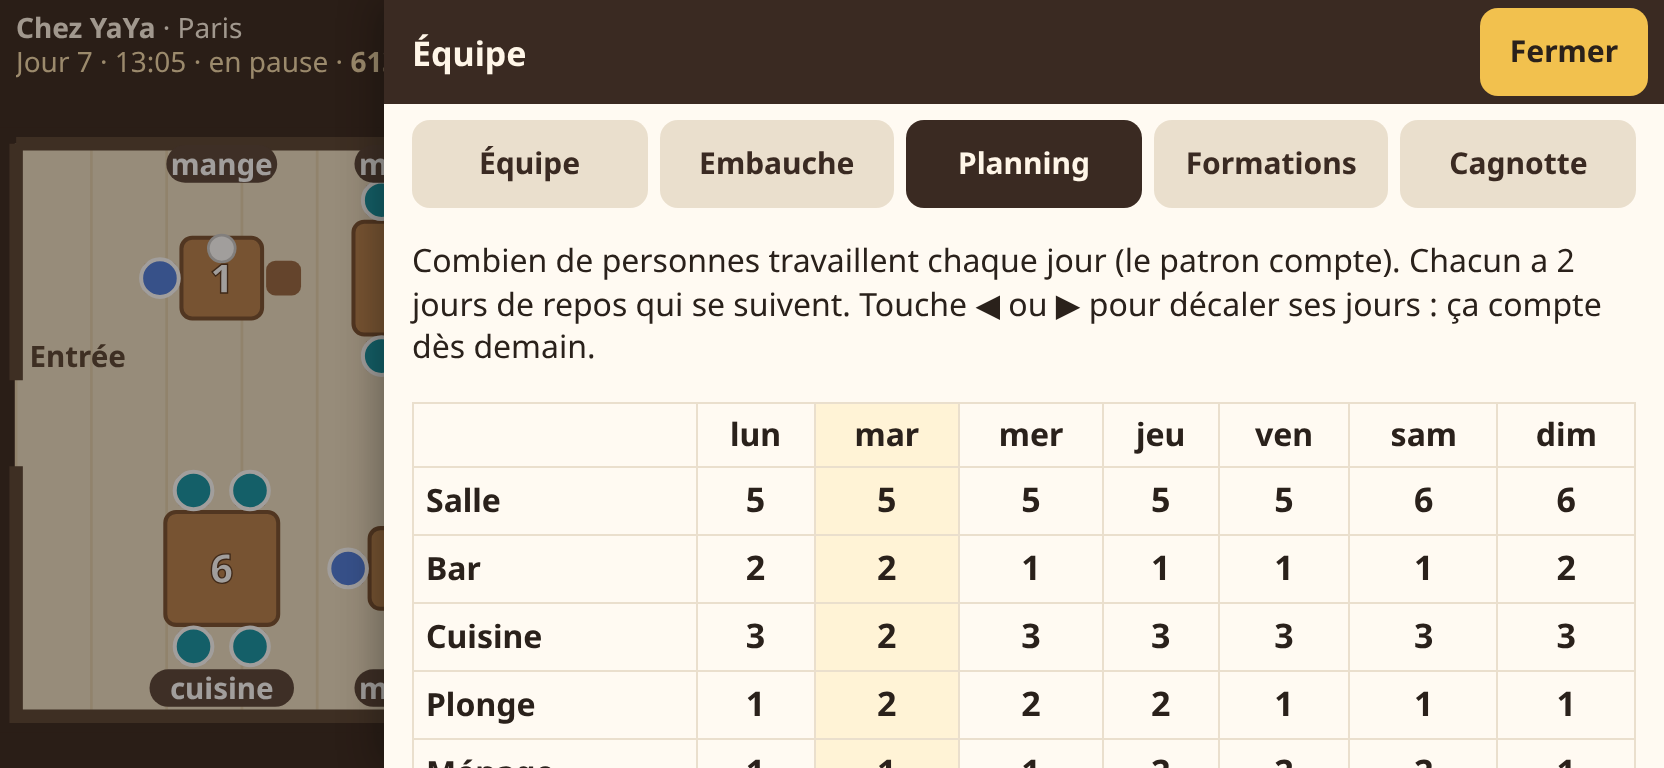 Chez YaYa · Paris
Jour 7 · 13:05 · en pause · 61
Équipe
Fermer
Équipe Embauche Planning Formations Cagnotte
Combien de personnes travaillent chaque jour (le patron compte). Chacun a 2
jours de repos qui se suivent. Touche ◀ ou ▶ pour décaler ses jours : ça compte
dès demain.
lun mar mer jeu ven sam dim
Salle 5 5 5 5 5 6 6
Bar 2 2 1 1 1 1 2
Cuisine 3 2 3 3 3 3 3
Plonge 1 2 2 2 1 1 1
mange
1
Entrée
6
cuisine